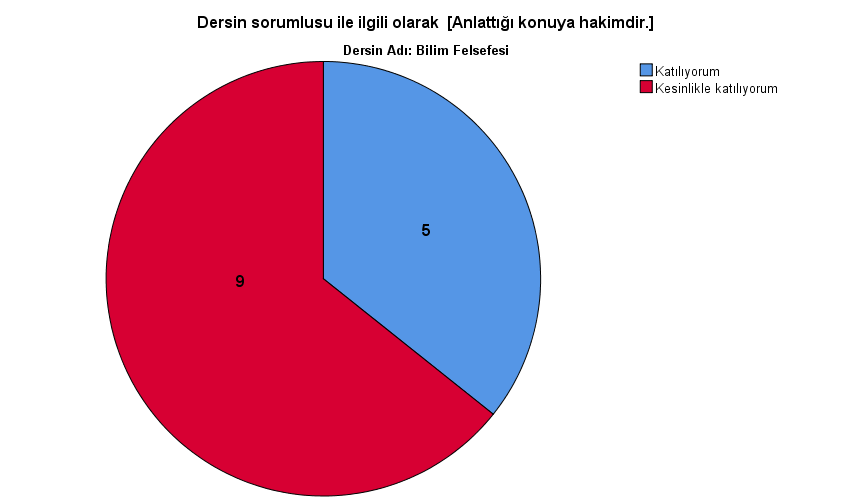 Dersin sorumlusu ile ilgili olarak [Anlattığı konuya hakimdir.]
Dersin Adı: Bilim Felsefesi
Katılıyorum
Kesinlikle katılıyorum
5
9